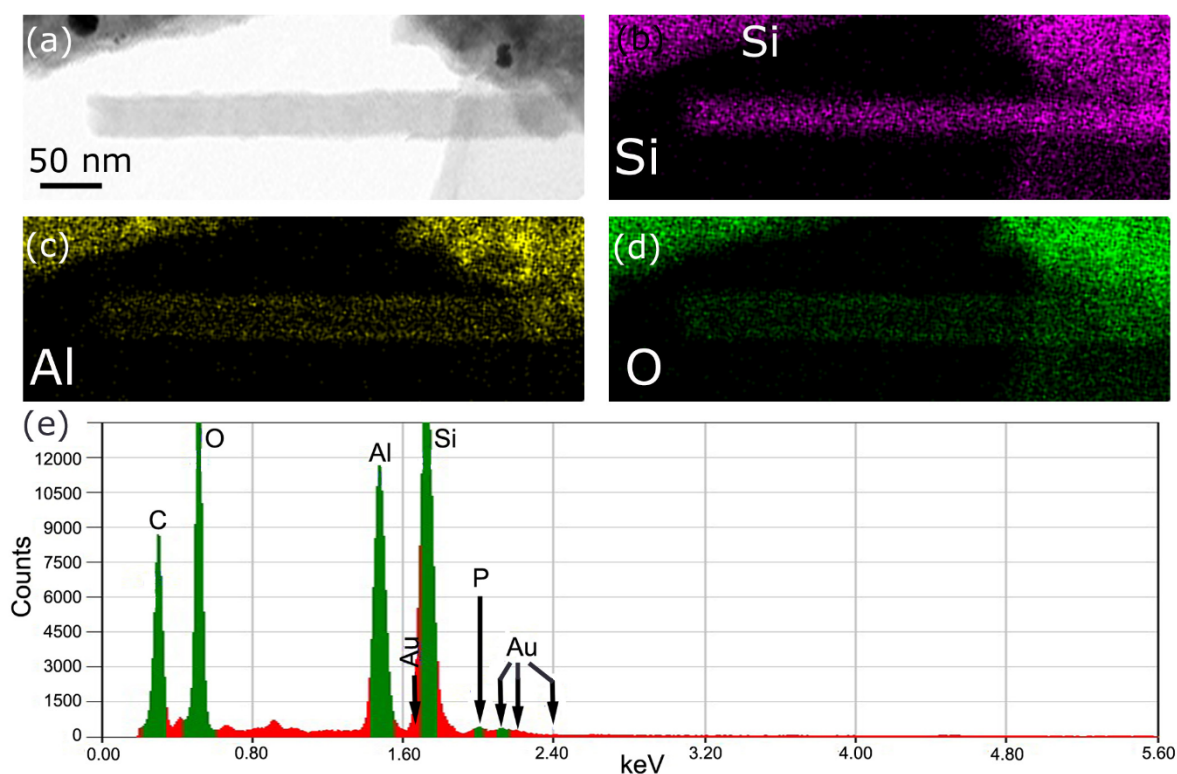 (a)
50 nm
(b)
Si
Si
(c)
Al
(d)
O
(e)
O
Si
Al
C
P
Au
Au
12000
10500
9000
7500
6000
4500
3000
1500
0
Counts
0.00 0.80 1.60 2.40 3.20 4.00 4.80 5.60
keV